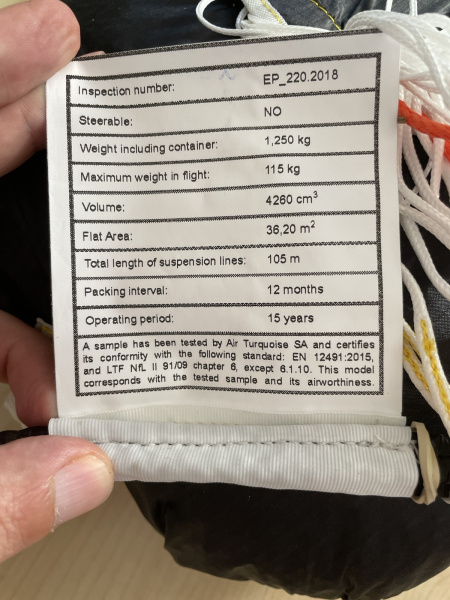 Inspection number: EP_220.2018
Steerable: NO
Weight including container: 1,250 kg
Maximum weight in flight: 115 kg
Volume: 4260 cm³
Flat Area: 36,20 m²
Total length of suspension lines: 105 m
Packing interval: 12 months
Operating period: 15 years
A sample has been tested by Air Turquoise SA and certifies
its conformity with the following standard: EN 12491:2015,
and LTF NfL II 91/09 chapter 6, except 6.1.10. This model
corresponds with the tested sample and its airworthiness.